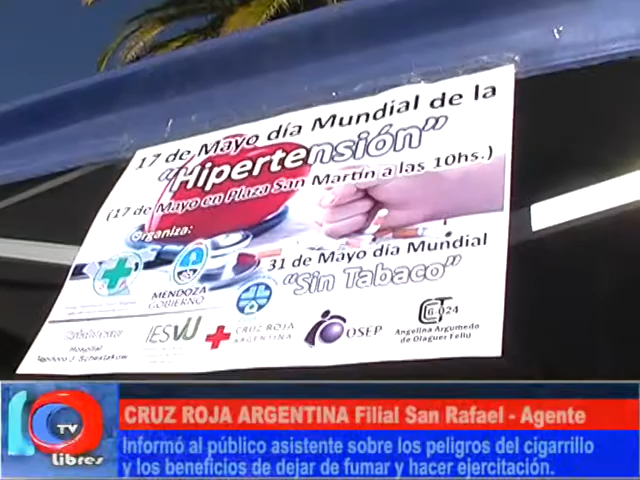 17 de Mayo día Mundial de la
"Hipertensión"
(17 de Mayo en Plaza San Martín a las 10hs.)
Organiza:
MENDOZA
GOBIERNO
31 de Mayo día Mundial
"Sin Tabaco"
Hospital
Teodoro J. Schestakow
IESVU
CRUZ ROJA
ARGENTINA
OSEP
6-024
Angelina Argumedo
de Olaguer Feliú
TV
libres
CRUZ ROJA ARGENTINA Filial San Rafael - Agente
Informó al público asistente sobre los peligros del cigarrillo
y los beneficios de dejar de fumar y hacer ejercitación.